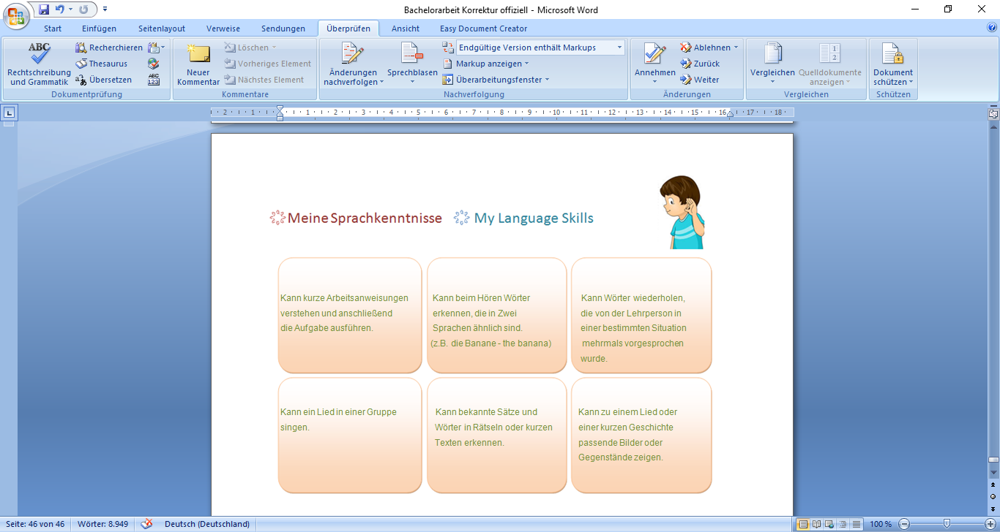 Bachelorarbeit Korrektur offiziell - Microsoft Word
Start Einfügen Seitenlayout Verweise Sendungen Überprüfen Ansicht Easy Document Creator
ABC
Rechtschreibung
und Grammatik
Recherchieren
Thesaurus
Übersetzen
ABC
123
Dokumentprüfung
Neuer
Kommentar
Löschen
Vorheriges Element
Nächstes Element
Kommentare
Änderungen
nachverfolgen
Sprechblasen
Endgültige Version enthält Markups
Markup anzeigen
Überarbeitungsfenster
Nachverfolgung
Annehmen
Ablehnen
Zurück
Weiter
Änderungen
Vergleichen
1
2
Quelldokumente
anzeigen
Vergleichen
Dokument
schützen
Schützen
L
2 1 1 2 3 4 5 6 7 8 9 10 11 12 13 14 15 16 17 18
Meine Sprachkenntnisse My Language Skills
Kann kurze Arbeitsanweisungen
verstehen und anschließend
die Aufgabe ausführen.
Kann beim Hören Wörter
erkennen, die in Zwei
Sprachen ähnlich sind.
(z.B. die Banane - the banana)
Kann Wörter wiederholen,
die von der Lehrperson in
einer bestimmten Situation
mehrmals vorgesprochen
wurde.
Kann ein Lied in einer Gruppe
singen.
Kann bekannte Sätze und
Wörter in Rätseln oder kurzen
Texten erkennen.
Kann zu einem Lied oder
einer kurzen Geschichte
passende Bilder oder
Gegenstände zeigen.
Seite: 46 von 46 Wörter: 8.949 Deutsch (Deutschland) 100 %